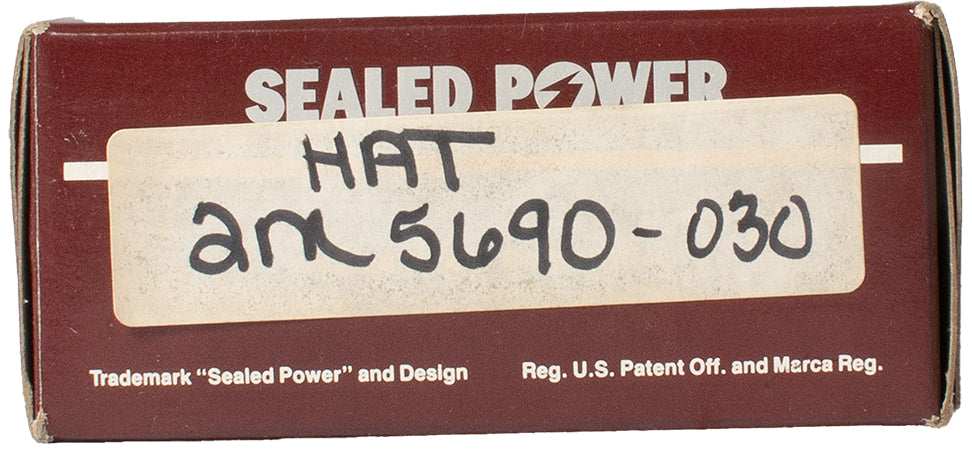 SEALED POWER
HAT
2M 5690-030
Trademark "Sealed Power" and Design
Reg. U.S. Patent Off. and Marca Reg.